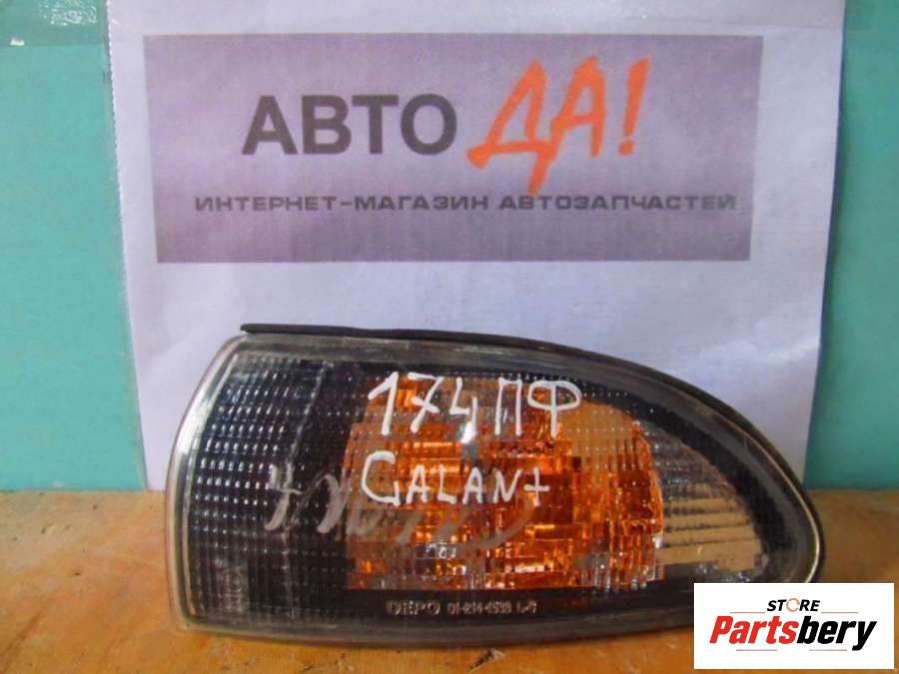 АВТО ДА!
ИНТЕРНЕТ-МАГАЗИН АВТОЗАПЧАСТЕЙ
174ПФ
GALANT
DEPO
STORE
Partsbery